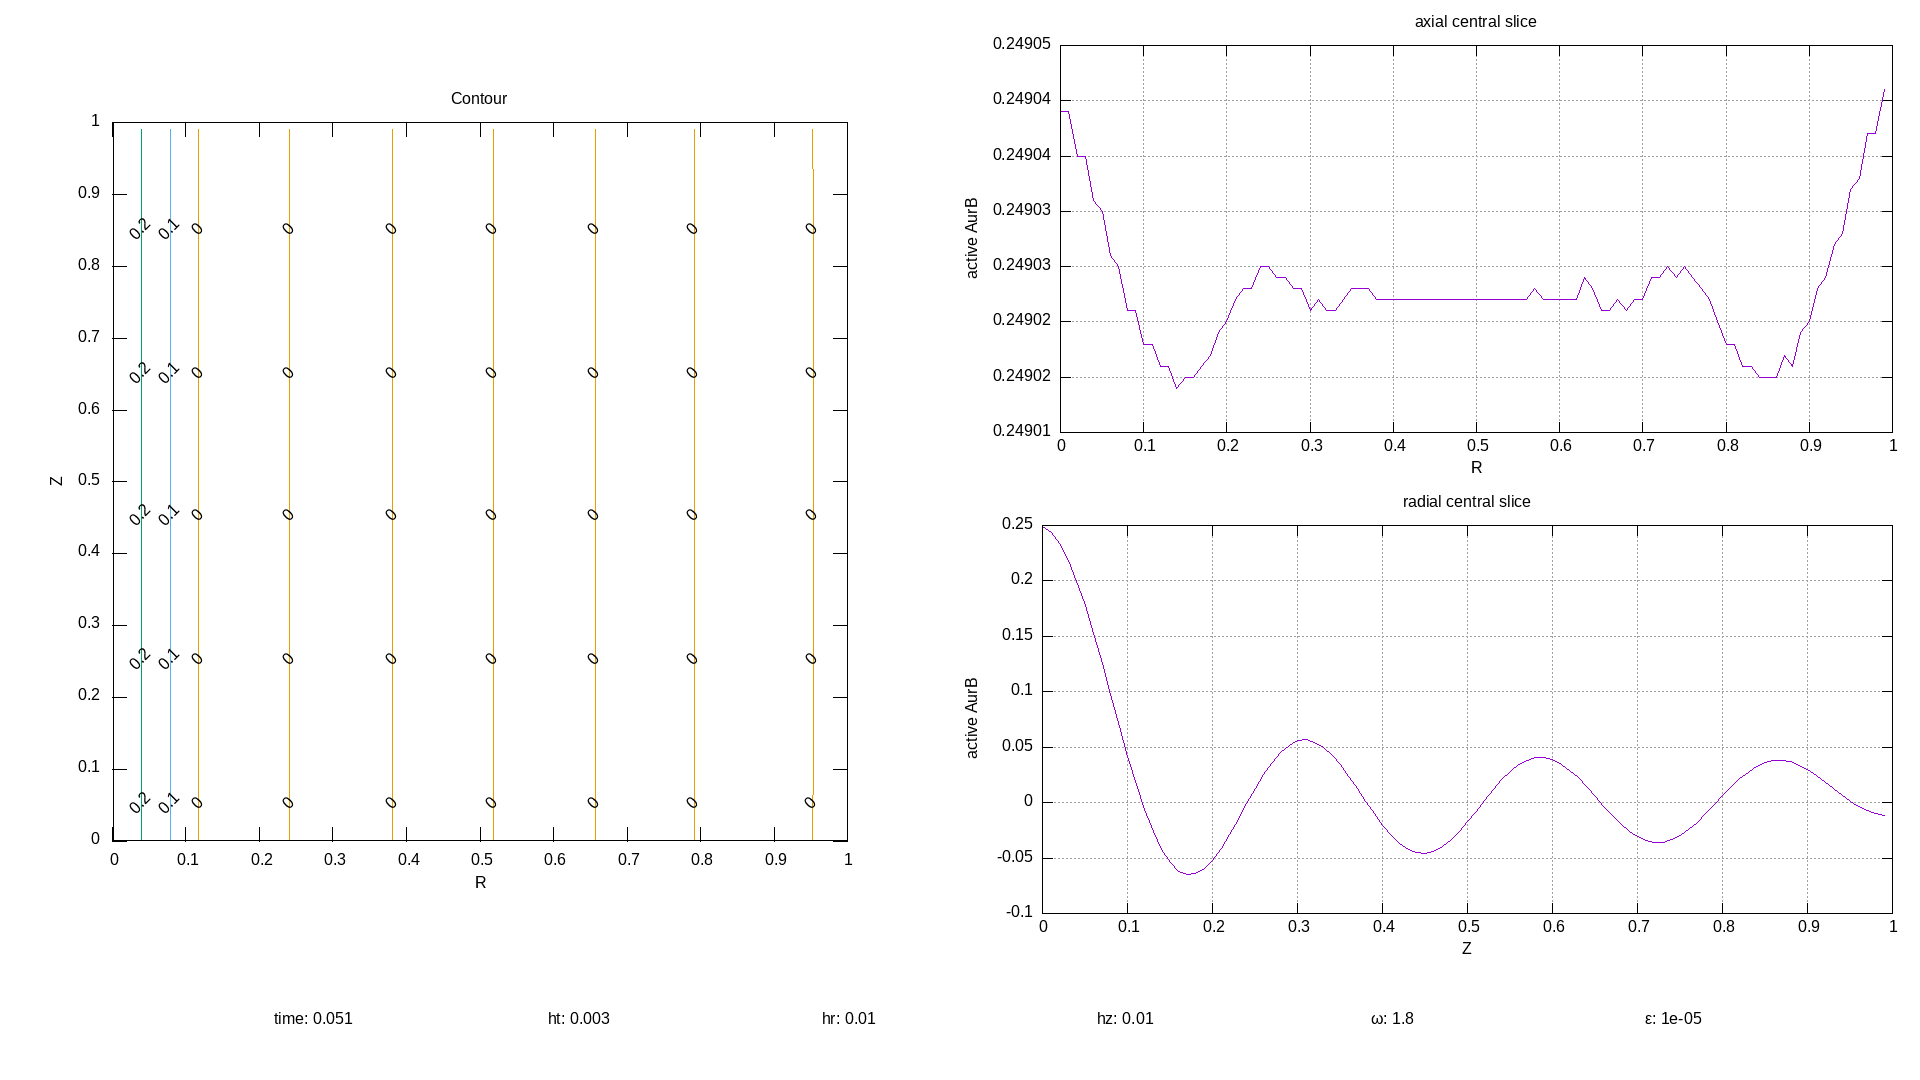 Contour
1
0.9
0.8
0.7
0.6
0.5
0.4
0.3
0.2
0.1
0
Z
0.2 0.1 0 0 0 0 0 0 0
0.2 0.1 0 0 0 0 0 0 0
0.2 0.1 0 0 0 0 0 0 0
0.2 0.1 0 0 0 0 0 0 0
0.2 0.1 0 0 0 0 0 0 0
0 0.1 0.2 0.3 0.4 0.5 0.6 0.7 0.8 0.9 1
R
axial central slice
0.24905
0.24904
0.24904
0.24903
0.24903
0.24902
0.24902
0.24901
active AurB
0 0.1 0.2 0.3 0.4 0.5 0.6 0.7 0.8 0.9 1
R
radial central slice
0.25
0.2
0.15
0.1
0.05
0
-0.05
-0.1
active AurB
0 0.1 0.2 0.3 0.4 0.5 0.6 0.7 0.8 0.9 1
Z
time: 0.051 ht: 0.003 hr: 0.01 hz: 0.01 ω: 1.8 ε: 1e-05